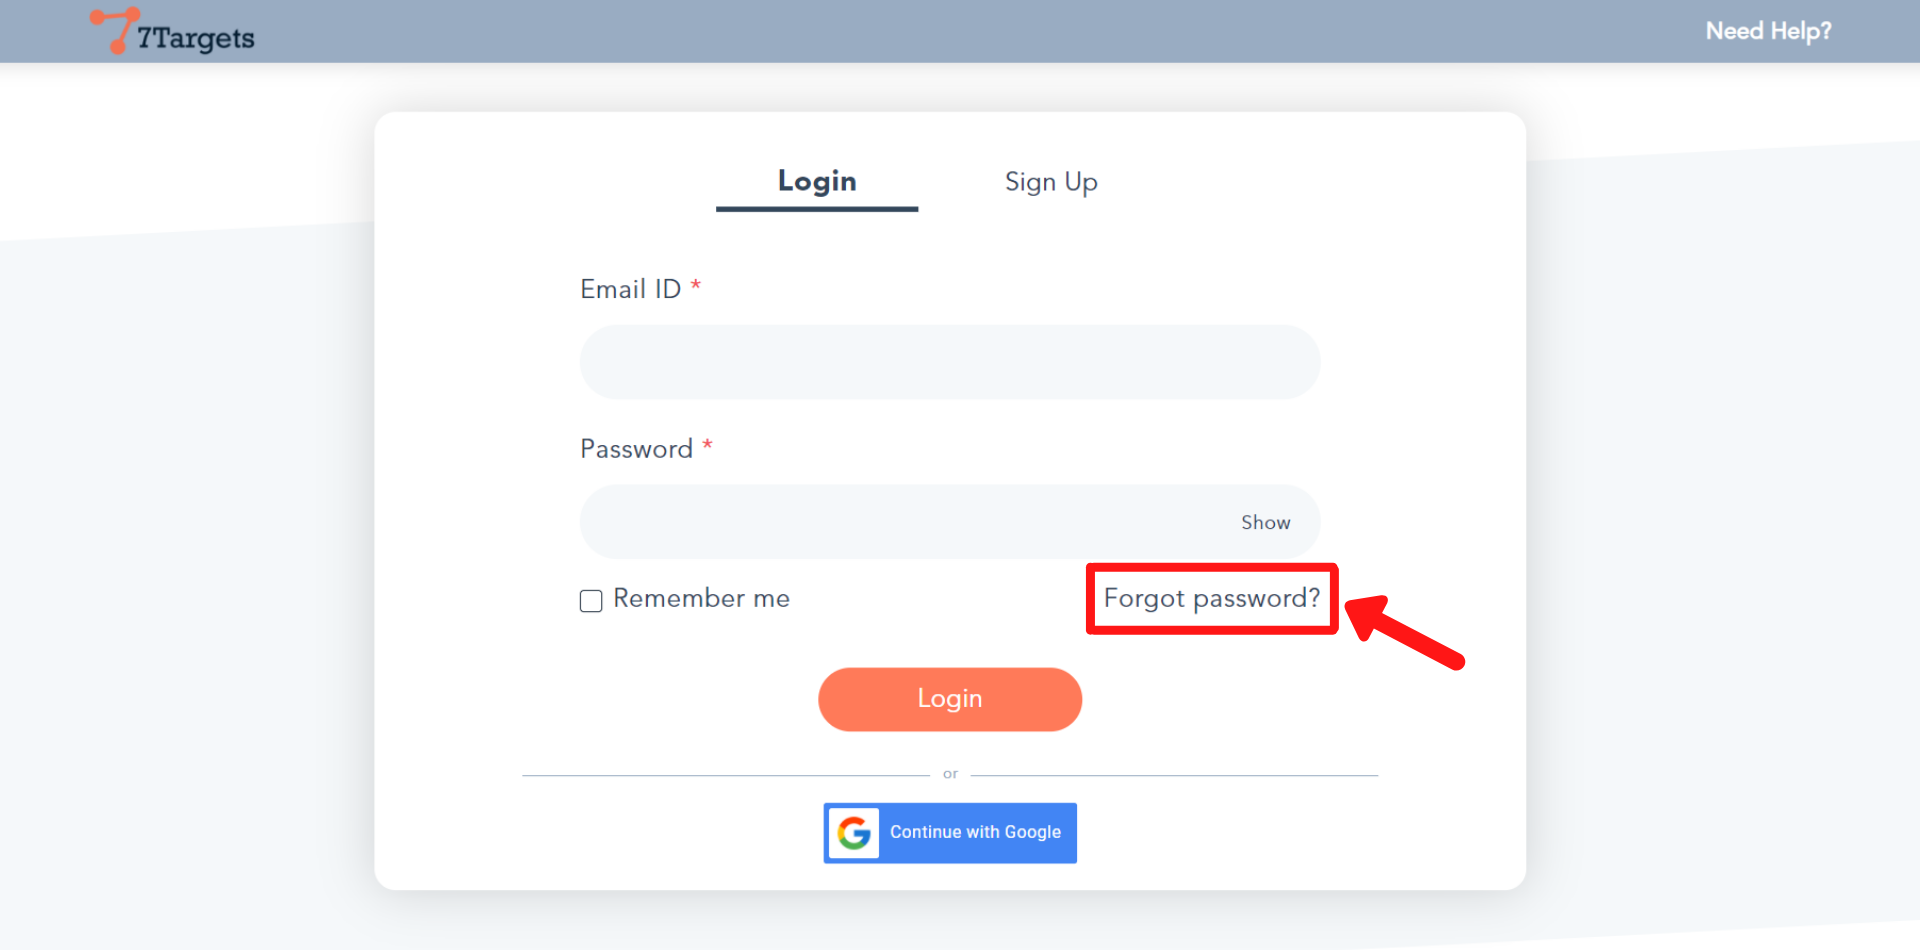 7Targets
Need Help?
Login
Sign Up
Email ID *
Password *
Show
Remember me
Forgot password?
Login
or
Continue with Google